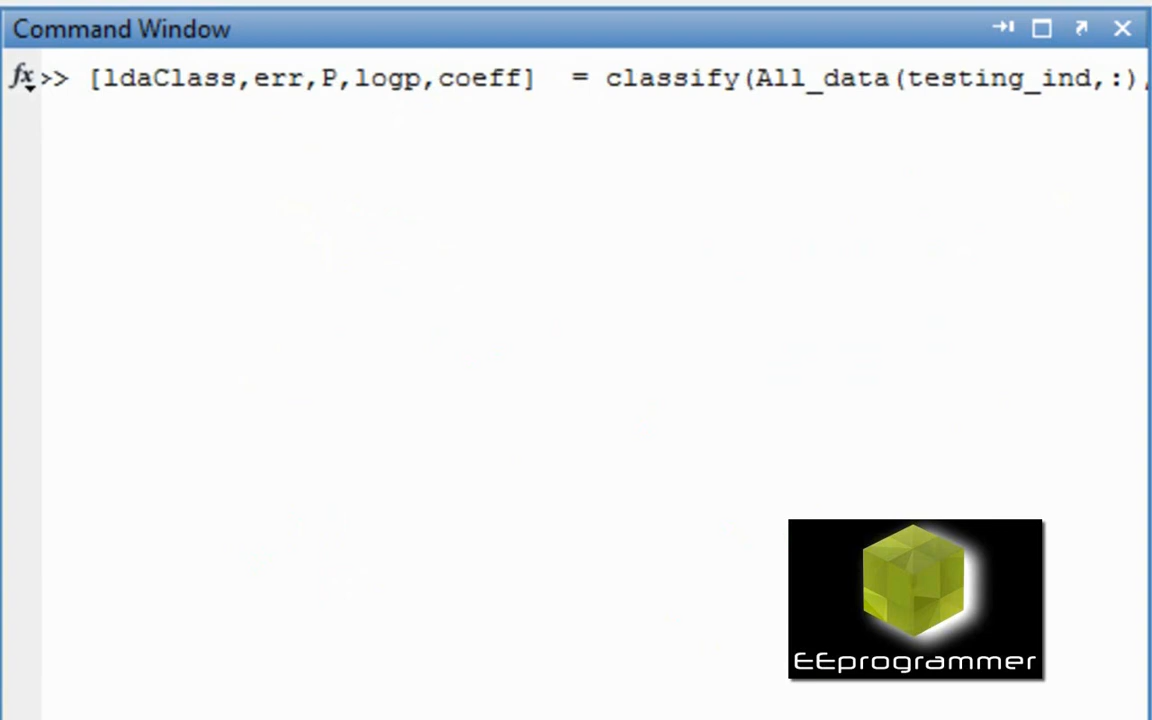 Command Window
fx>> [ldaClass,err,P,logp,coeff]  = classify(All_data(testing_ind,:),
EEprogrammer